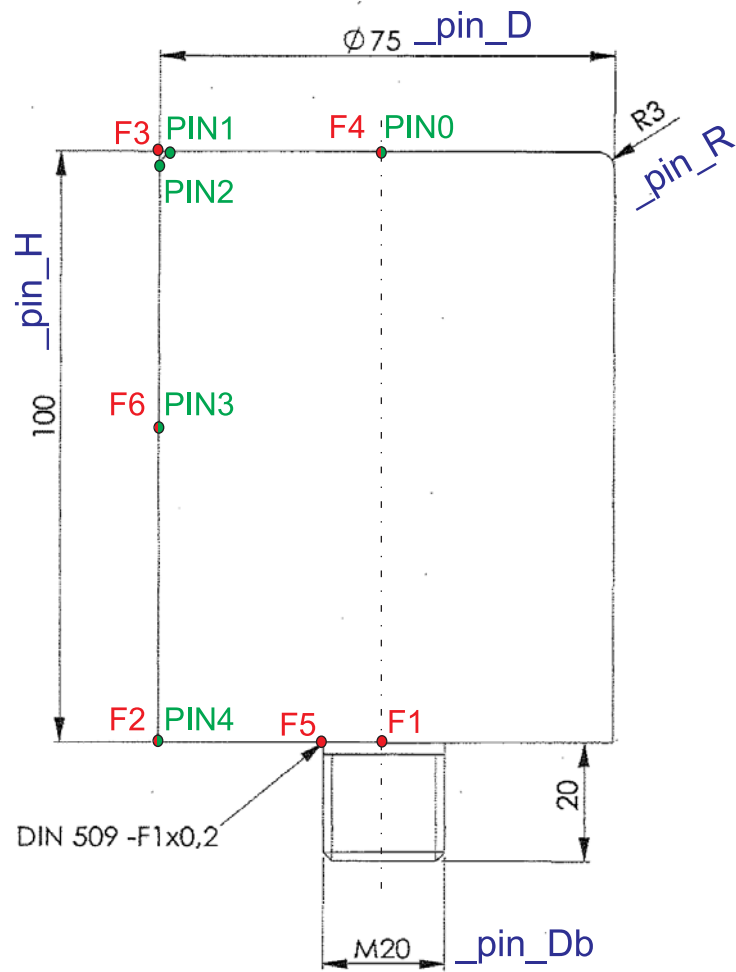 Ø75 _pin_D
F3 PIN1 F4 PIN0 R3
PIN2 _pin_R
_pin_H
100
F6 PIN3
F2 PIN4 F5 F1
20
DIN 509 -F1x0,2
M20 _pin_Db